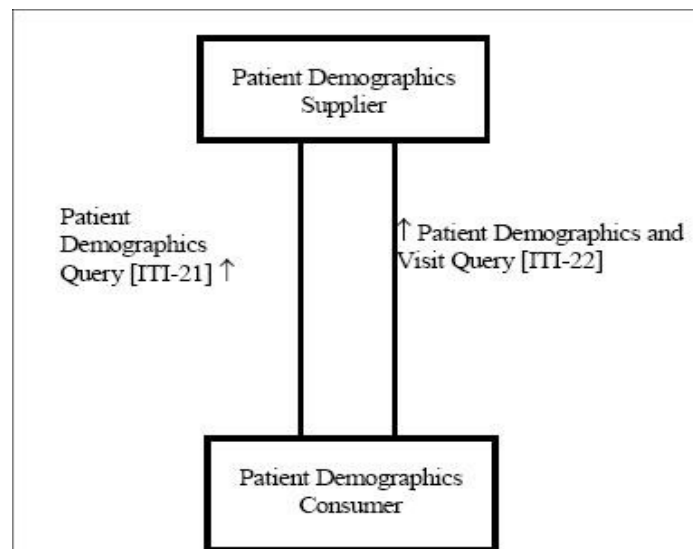 Patient Demographics
Supplier
Patient
Demographics
Query [ITI-21] ↑
↑ Patient Demographics and
Visit Query [ITI-22]
Patient Demographics
Consumer